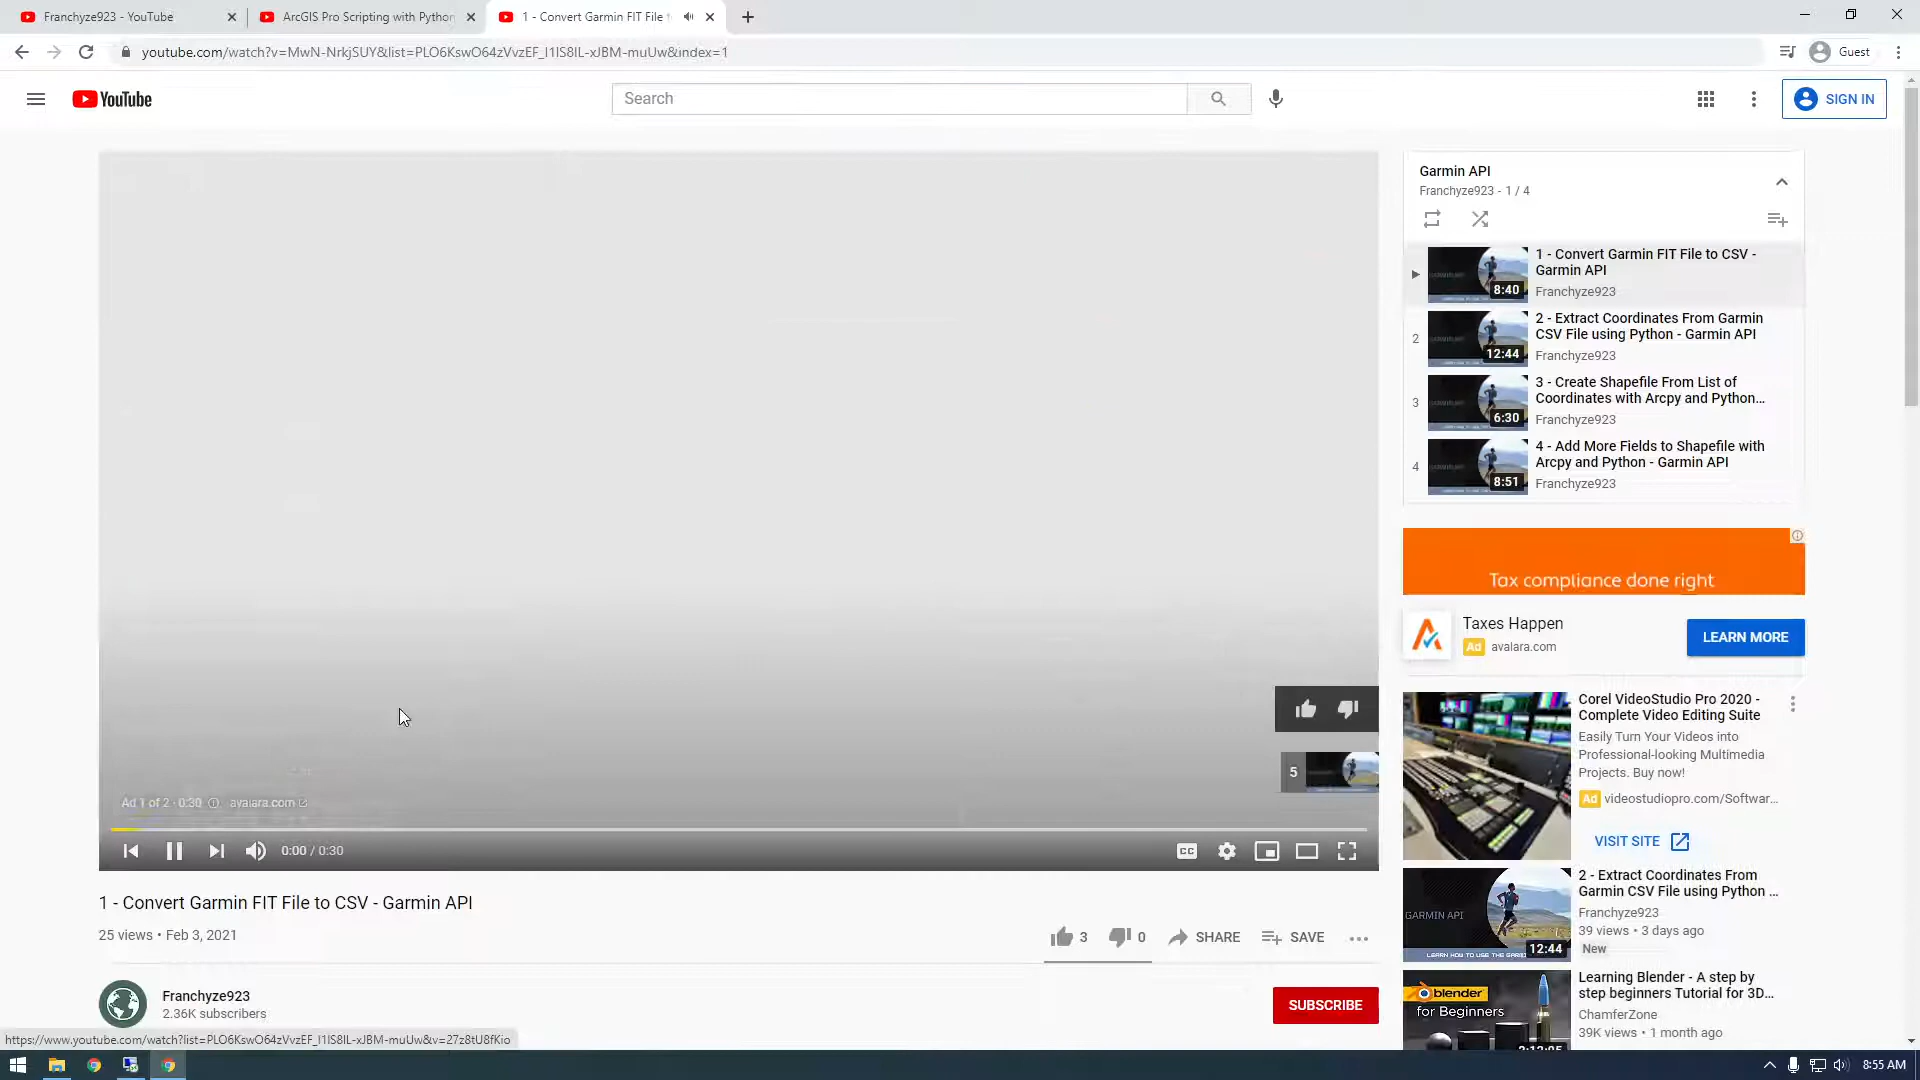 Franchyze923 - YouTube
ArcGIS Pro Scripting with Python
1 - Convert Garmin FIT File
youtube.com/watch?v=MwN-NrkjSUY&list=PLO6KswO64zVvzEF_I1lS8IL-xJBM-muUw&index=1
Guest
YouTube
Search
SIGN IN
Garmin API
Franchyze923 - 1 / 4
1 - Convert Garmin FIT File to CSV -
Garmin API
8:40
Franchyze923
2
2 - Extract Coordinates From Garmin
CSV File using Python - Garmin API
12:44
Franchyze923
3
3 - Create Shapefile From List of
Coordinates with Arcpy and Python...
6:30
Franchyze923
4
4 - Add More Fields to Shapefile with
Arcpy and Python - Garmin API
8:51
Franchyze923
Tax compliance done right
Taxes Happen
Ad avalara.com
LEARN MORE
Corel VideoStudio Pro 2020 -
Complete Video Editing Suite
Easily Turn Your Videos into
Professional-looking Multimedia
Projects. Buy now!
Ad videostudiopro.com/Softwar...
VISIT SITE
5
Ad 1 of 2 · 0:30 avalara.com
0:00 / 0:30
CC
1 - Convert Garmin FIT File to CSV - Garmin API
25 views • Feb 3, 2021
3
0
SHARE
SAVE
Franchyze923
2.36K subscribers
SUBSCRIBE
GARMIN API
12:44
2 - Extract Coordinates From
Garmin CSV File using Python ...
Franchyze923
39 views • 3 days ago
New
blender
for Beginners
2:12:05
Learning Blender - A step by
step beginners Tutorial for 3D...
ChamferZone
39K views • 1 month ago
https://www.youtube.com/watch?list=PLO6KswO64zVvzEF_I1lS8IL-xJBM-muUw&v=27z8tU8fKio
8:55 AM